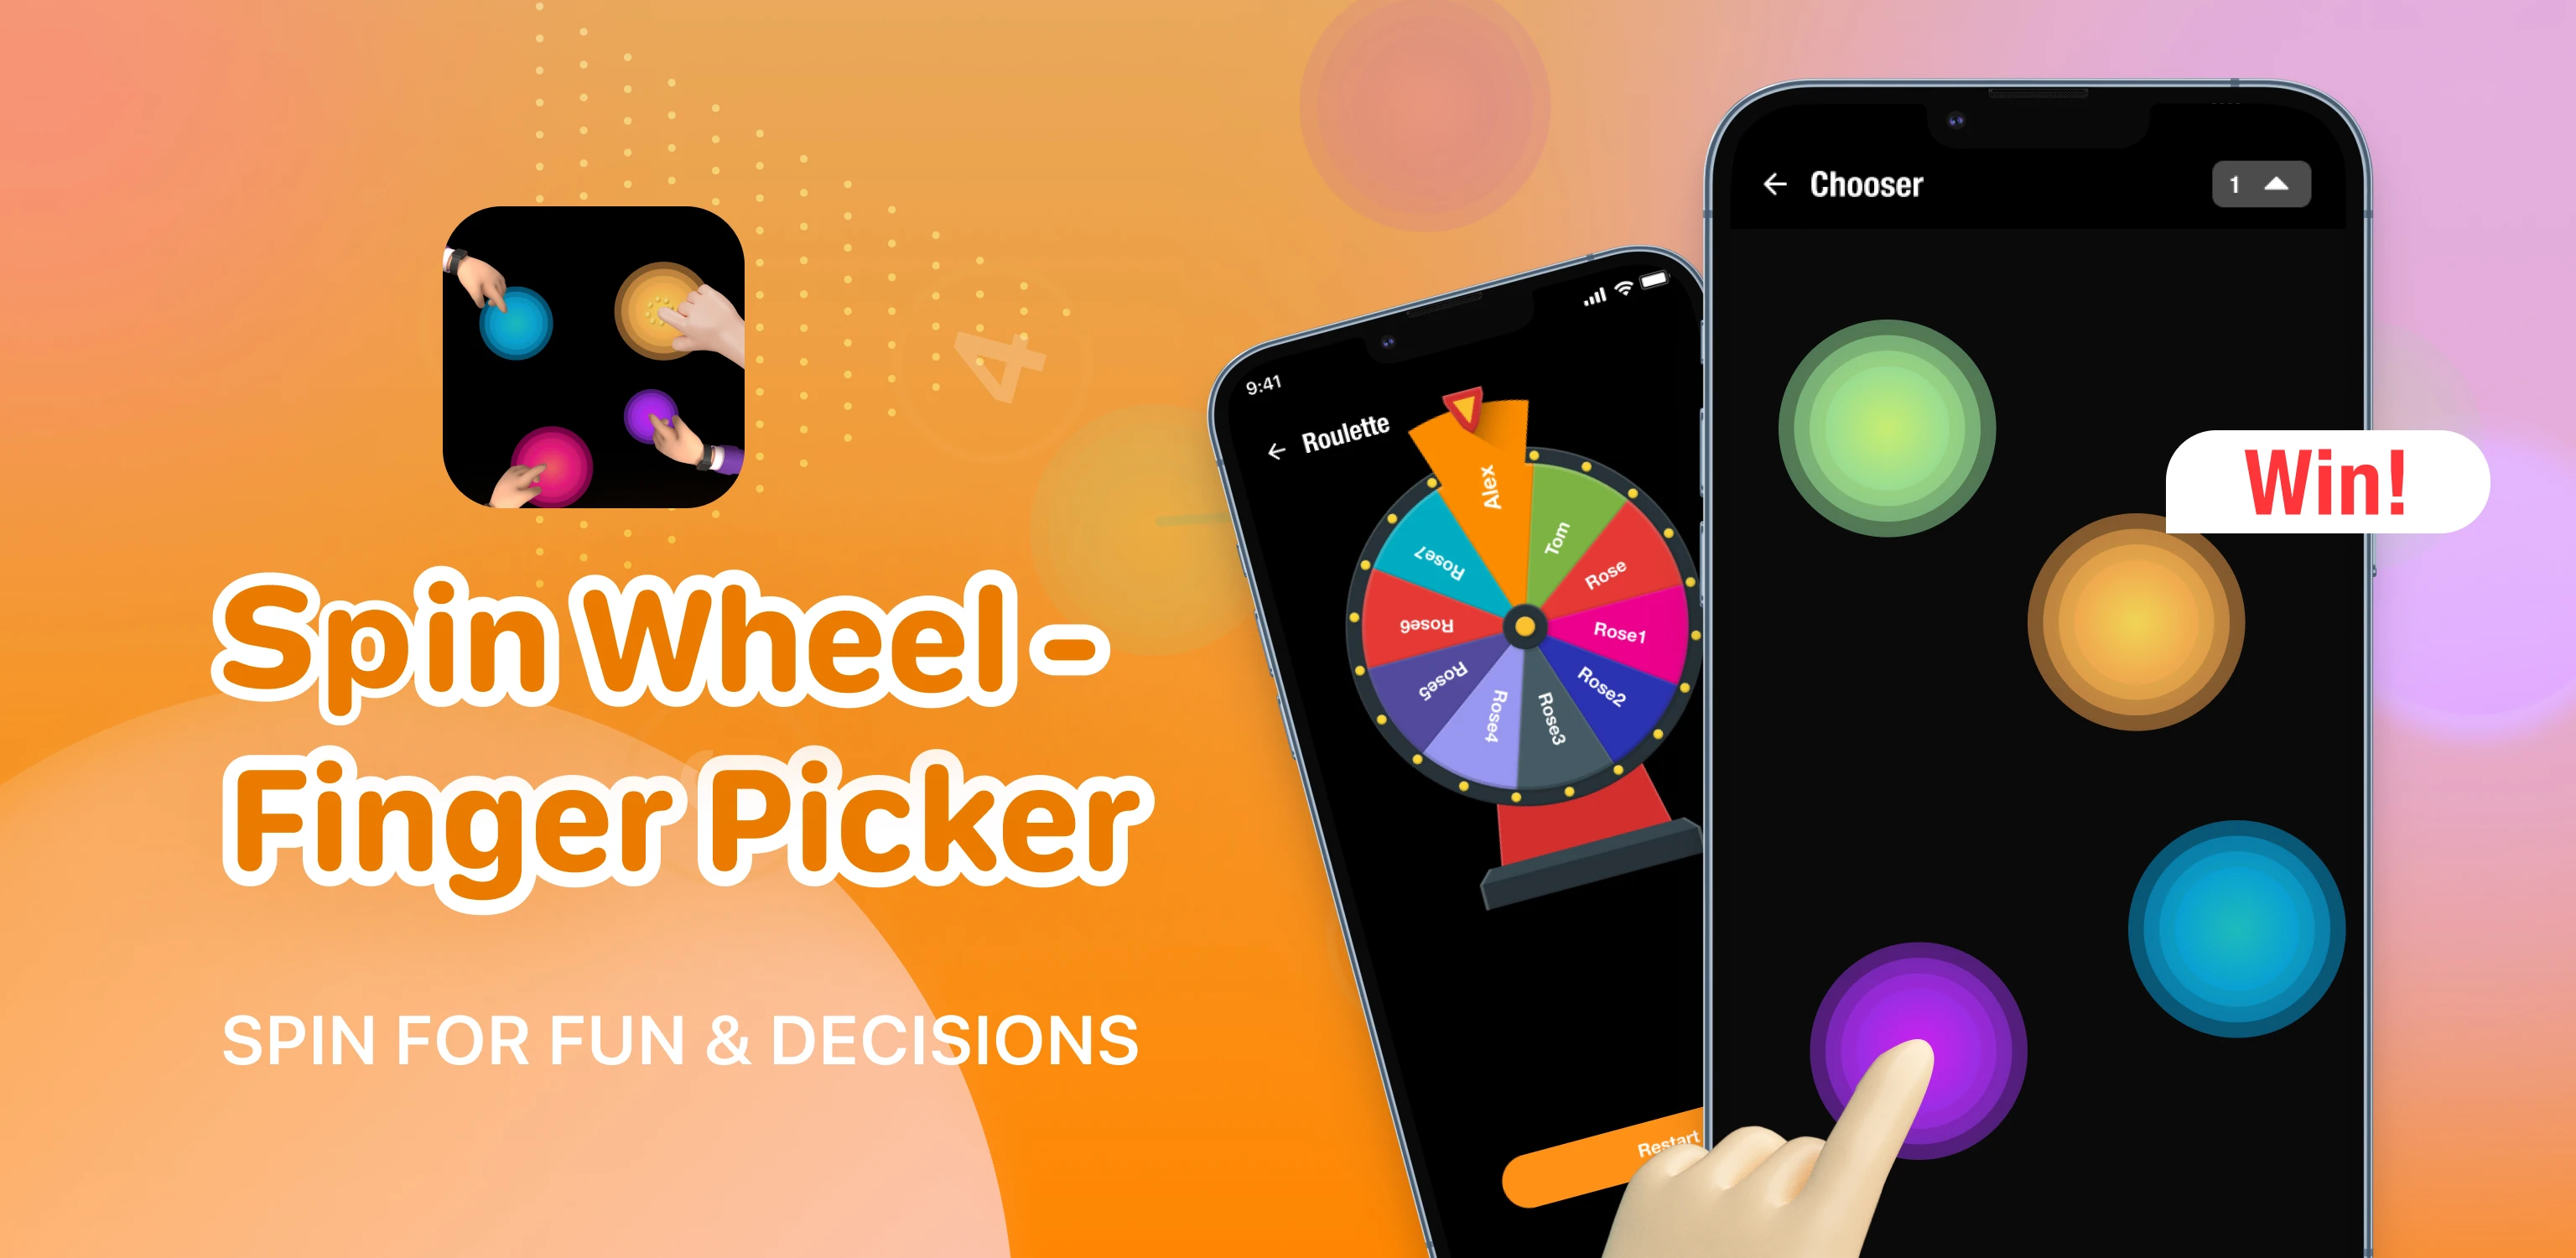 Spin Wheel -
Finger Picker
SPIN FOR FUN & DECISIONS
4
9:41
Roulette
Alex
Tom
Rose
Rose1
Rose2
Rose3
Rose4
Rose5
Rose6
Rose7
Restart
Chooser
1
Win!